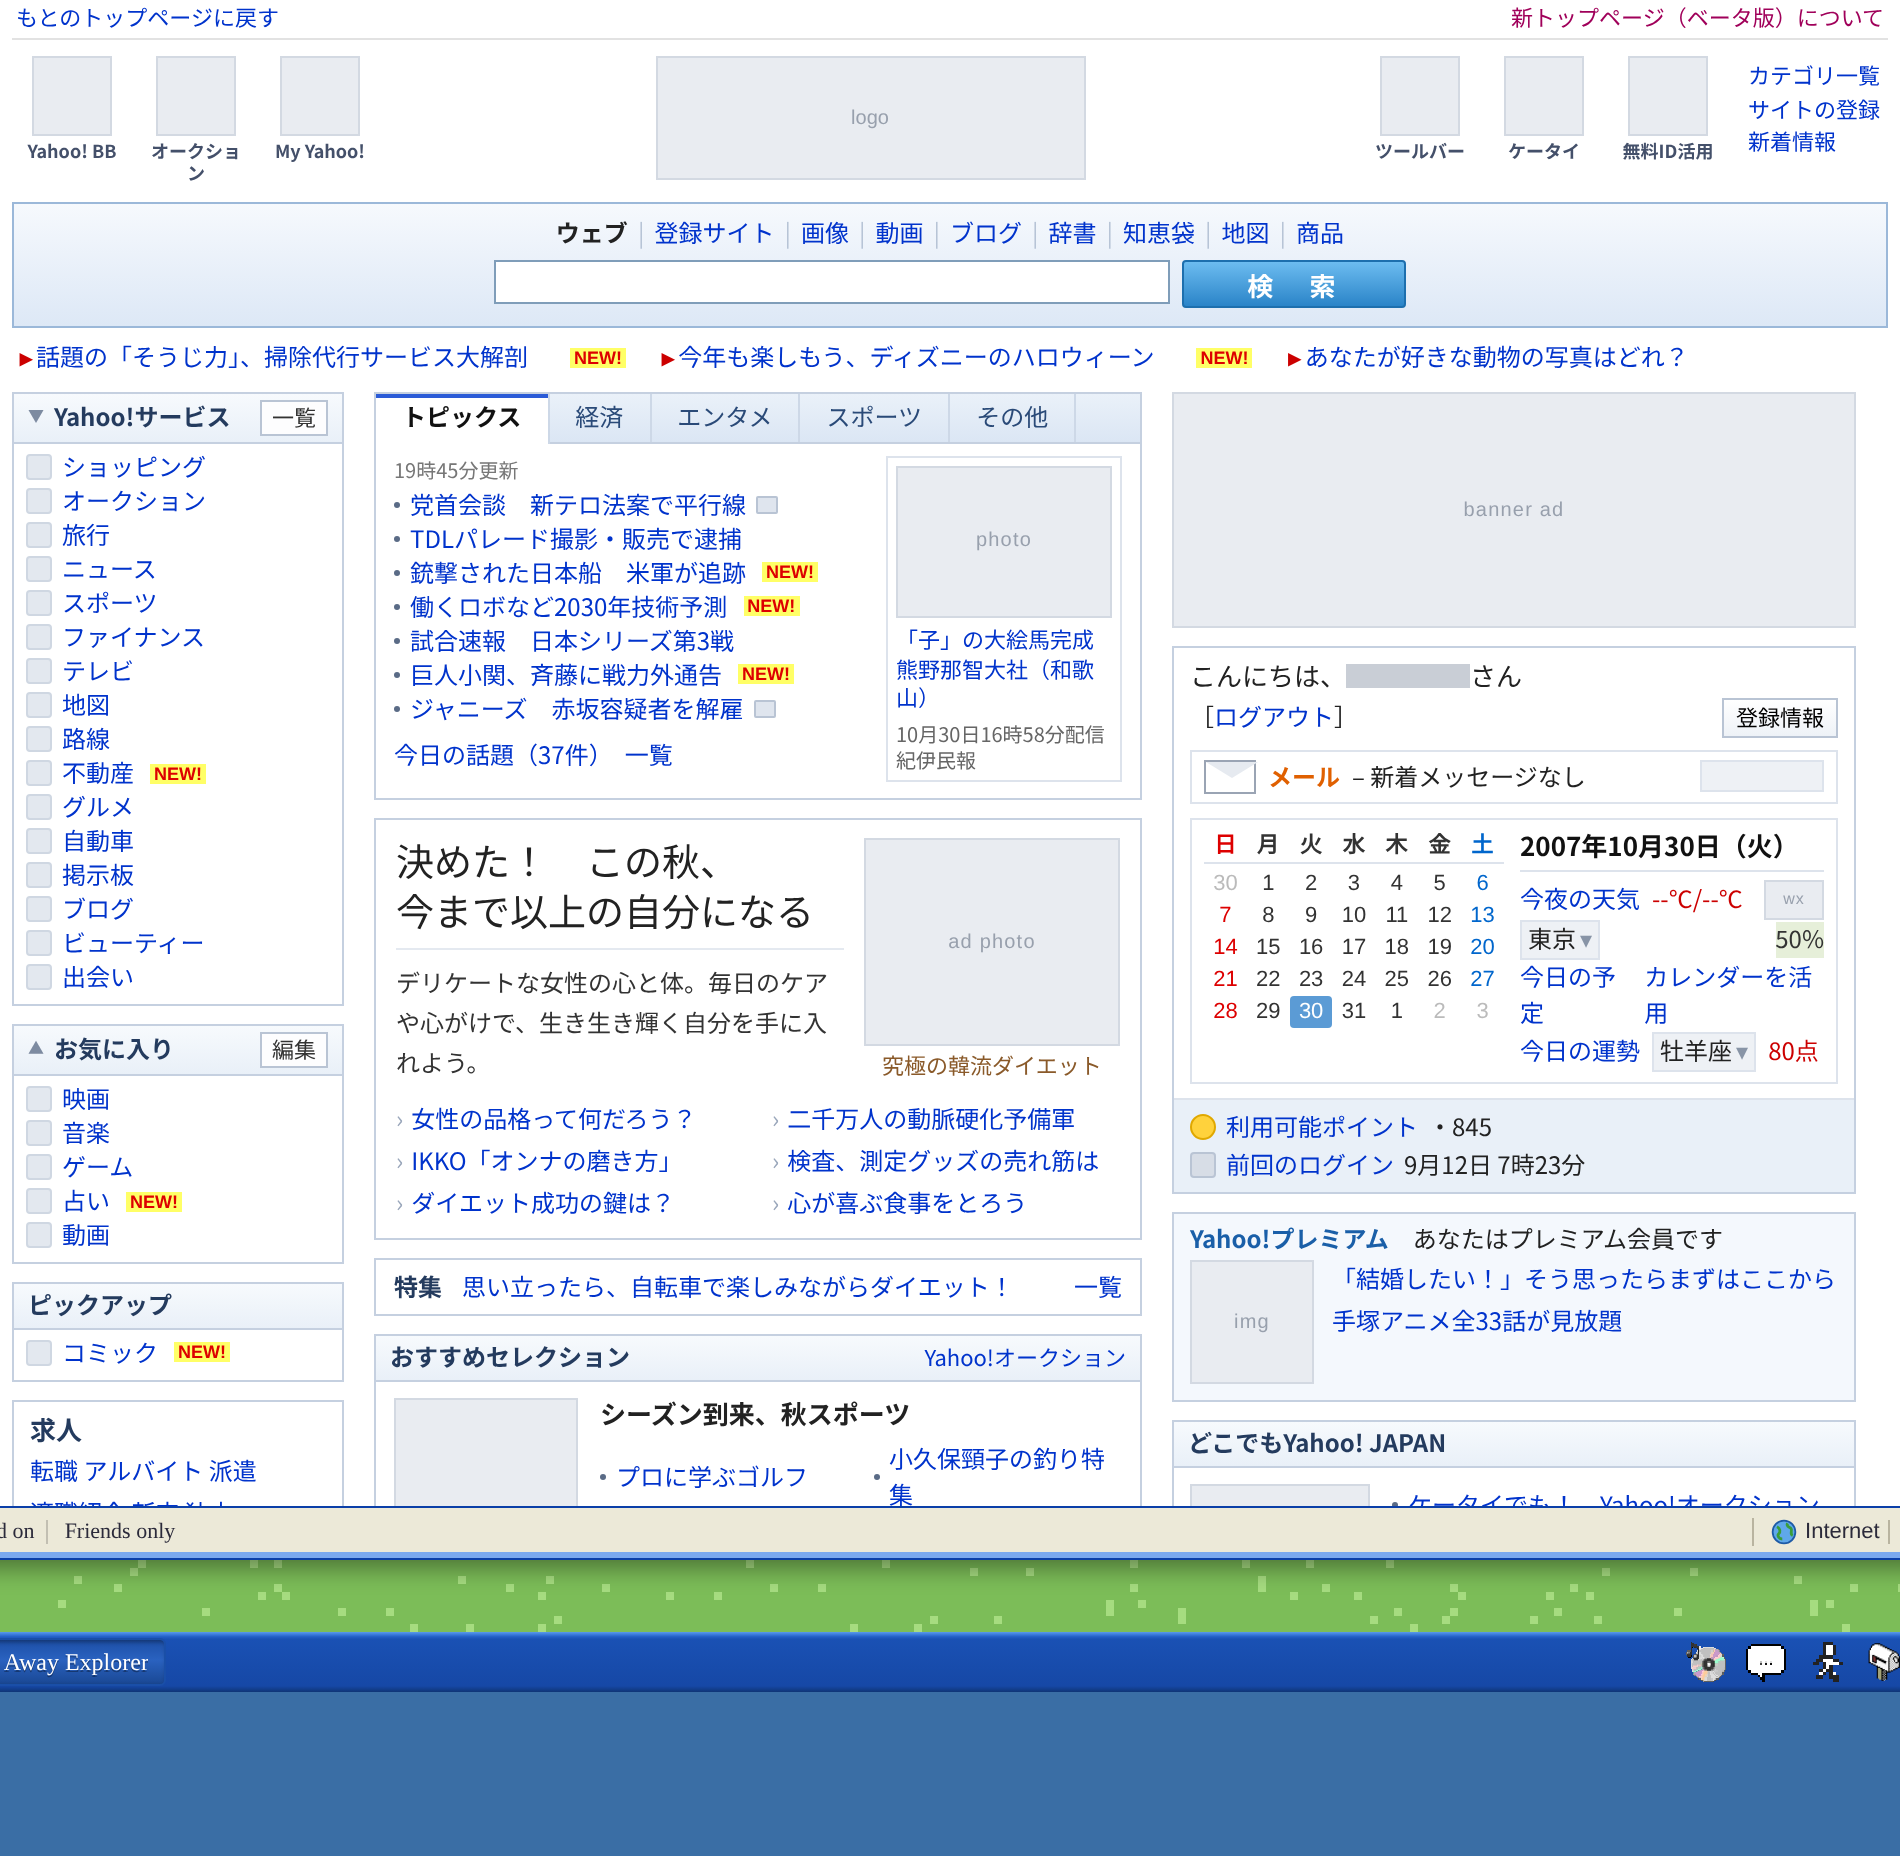 もとのトップページに戻す
新トップページ（ベータ版）について
Yahoo! BB
オークション
My Yahoo!
logo
ツールバー
ケータイ
無料ID活用
カテゴリ一覧
サイトの登録
新着情報
ウェブ 登録サイト 画像 動画 ブログ 辞書 知恵袋 地図 商品
検 索
▸話題の「そうじ力」、掃除代行サービス大解剖 NEW! ▸今年も楽しもう、ディズニーのハロウィーン NEW! ▸あなたが好きな動物の写真はどれ？
▼ Yahoo!サービス 一覧
ショッピング
オークション
旅行
ニュース
スポーツ
ファイナンス
テレビ
地図
路線
不動産 NEW!
グルメ
自動車
掲示板
ブログ
ビューティー
出会い
▲ お気に入り 編集
映画
音楽
ゲーム
占い NEW!
動画
ピックアップ
コミック NEW!
求人
転職 アルバイト 派遣
トピックス 経済 エンタメ スポーツ その他
19時45分更新
• 党首会談　新テロ法案で平行線
• TDLパレード撮影・販売で逮捕
• 銃撃された日本船　米軍が追跡 NEW!
• 働くロボなど2030年技術予測 NEW!
• 試合速報　日本シリーズ第3戦
• 巨人小関、斉藤に戦力外通告 NEW!
• ジャニーズ　赤坂容疑者を解雇
今日の話題（37件） 一覧
photo
「子」の大絵馬完成
熊野那智大社（和歌
山）
10月30日16時58分配信
紀伊民報
決めた！　この秋、
今まで以上の自分になる
デリケートな女性の心と体。毎日のケア
や心がけで、生き生き輝く自分を手に入
れよう。
ad photo
究極の韓流ダイエット
› 女性の品格って何だろう？
› 二千万人の動脈硬化予備軍
› IKKO「オンナの磨き方」
› 検査、測定グッズの売れ筋は
› ダイエット成功の鍵は？
› 心が喜ぶ食事をとろう
特集 思い立ったら、自転車で楽しみながらダイエット！ 一覧
おすすめセレクション Yahoo!オークション
シーズン到来、秋スポーツ
• プロに学ぶゴルフ
• 小久保頸子の釣り特
集
banner ad
こんにちは、さん
［ログアウト］ 登録情報
メール – 新着メッセージなし
日 月 火 水 木 金 土
30 1 2 3 4 5 6
7 8 9 10 11 12 13
14 15 16 17 18 19 20
21 22 23 24 25 26 27
28 29 30 31 1 2 3
2007年10月30日（火）
今夜の天気 --℃/--℃ wx
東京▼ 50%
今日の予定 カレンダーを活用
今日の運勢 牡羊座▼ 80点
利用可能ポイント ・845
前回のログイン 9月12日 7時23分
Yahoo!プレミアム あなたはプレミアム会員です
img
「結婚したい！」そう思ったらまずはここから
手塚アニメ全33話が見放題
どこでもYahoo! JAPAN
• ケータイでも！ Yahoo!オークション
d on
Friends only
Internet
Away Explorer